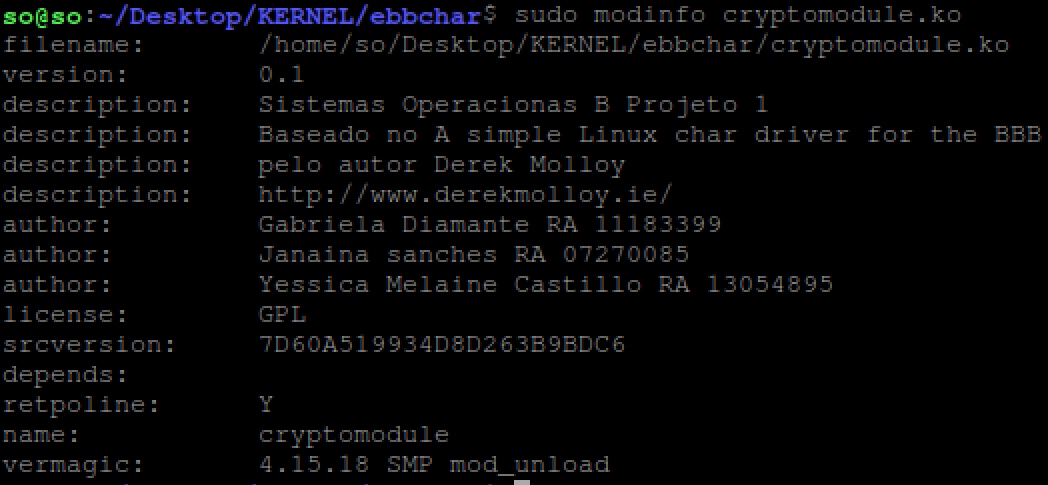 so@so:~/Desktop/KERNEL/ebbchar$ sudo modinfo cryptomodule.ko
filename:       /home/so/Desktop/KERNEL/ebbchar/cryptomodule.ko
version:        0.1
description:    Sistemas Operacionas B Projeto 1
description:    Baseado no A simple Linux char driver for the BBB
description:    pelo autor Derek Molloy
description:    http://www.derekmolloy.ie/
author:         Gabriela Diamante RA 11183399
author:         Janaina sanches RA 07270085
author:         Yessica Melaine Castillo RA 13054895
license:        GPL
srcversion:     7D60A519934D8D263B9BDC6
depends:
retpoline:      Y
name:           cryptomodule
vermagic:       4.15.18 SMP mod_unload